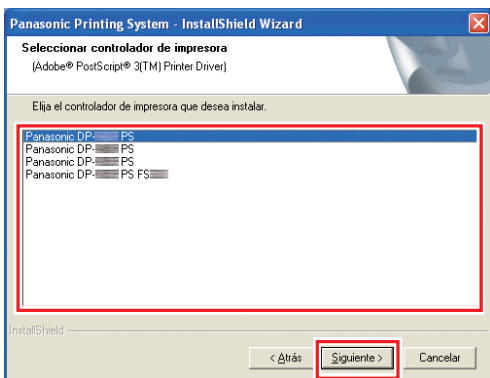 Panasonic Printing System - InstallShield Wizard
Seleccionar controlador de impresora
(Adobe® PostScript® 3(TM) Printer Driver)
Elija el controlador de impresora que desea instalar.
Panasonic DP- PS
Panasonic DP- PS
Panasonic DP- PS
Panasonic DP- PS FS
InstallShield
< Atrás Siguiente > Cancelar